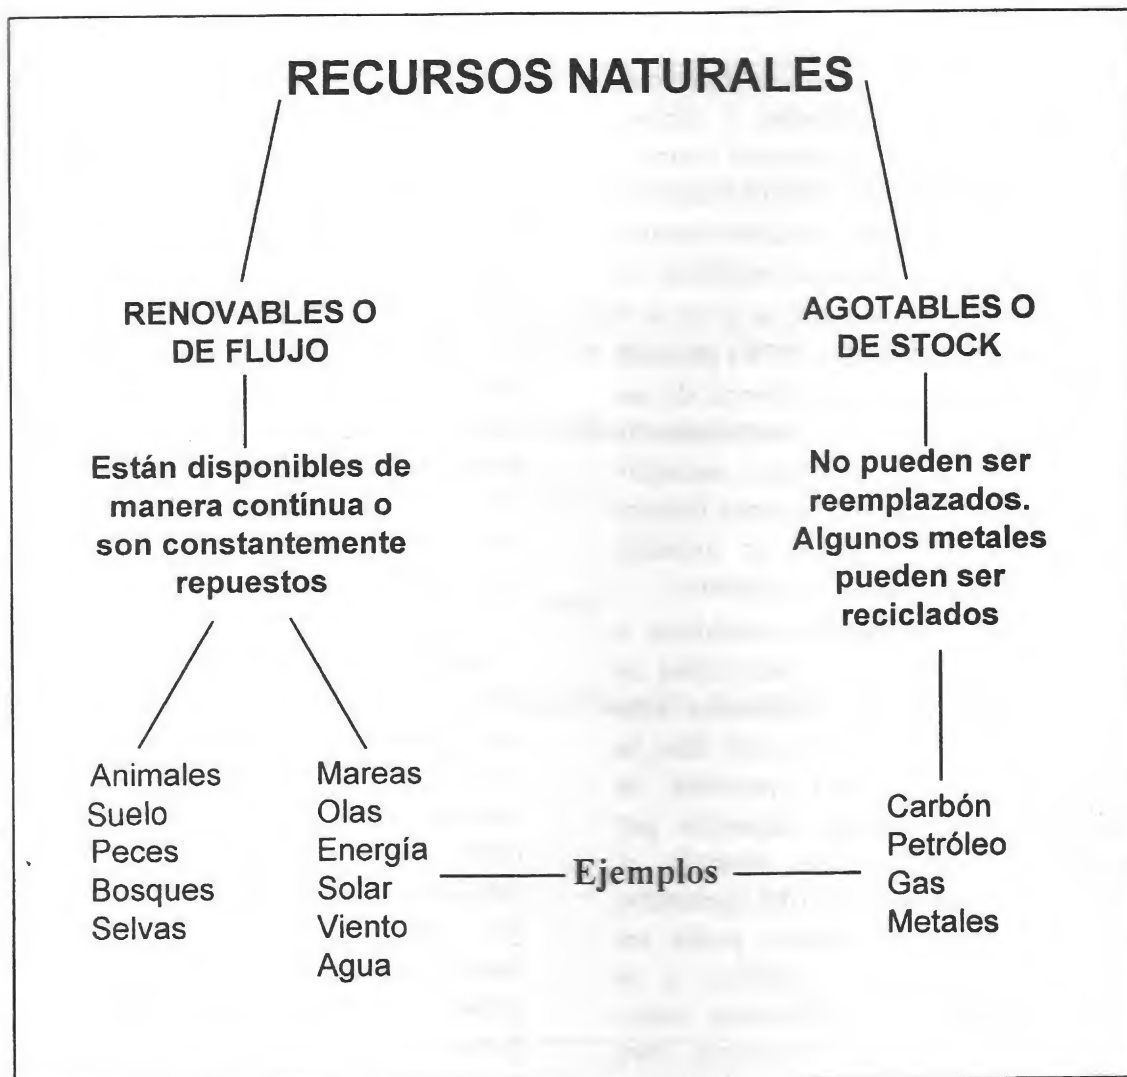 RECURSOS NATURALES
RENOVABLES O
DE FLUJO
Están disponibles de
manera contínua o
son constantemente
repuestos
Animales
Suelo
Peces
Bosques
Selvas
Mareas
Olas
Energía
Solar
Viento
Agua
Ejemplos
AGOTABLES O
DE STOCK
No pueden ser
reemplazados.
Algunos metales
pueden ser
reciclados
Carbón
Petróleo
Gas
Metales